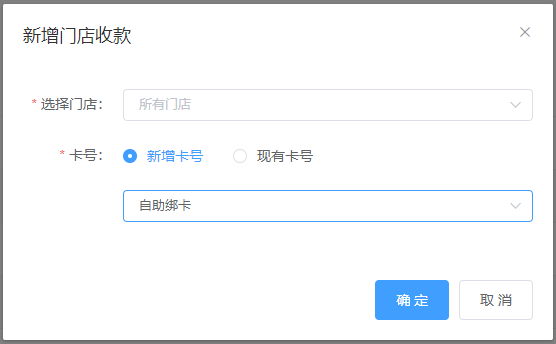 新增门店收款
* 选择门店: 所有门店
* 卡号: 新增卡号 现有卡号
自助绑卡
确 定 取 消